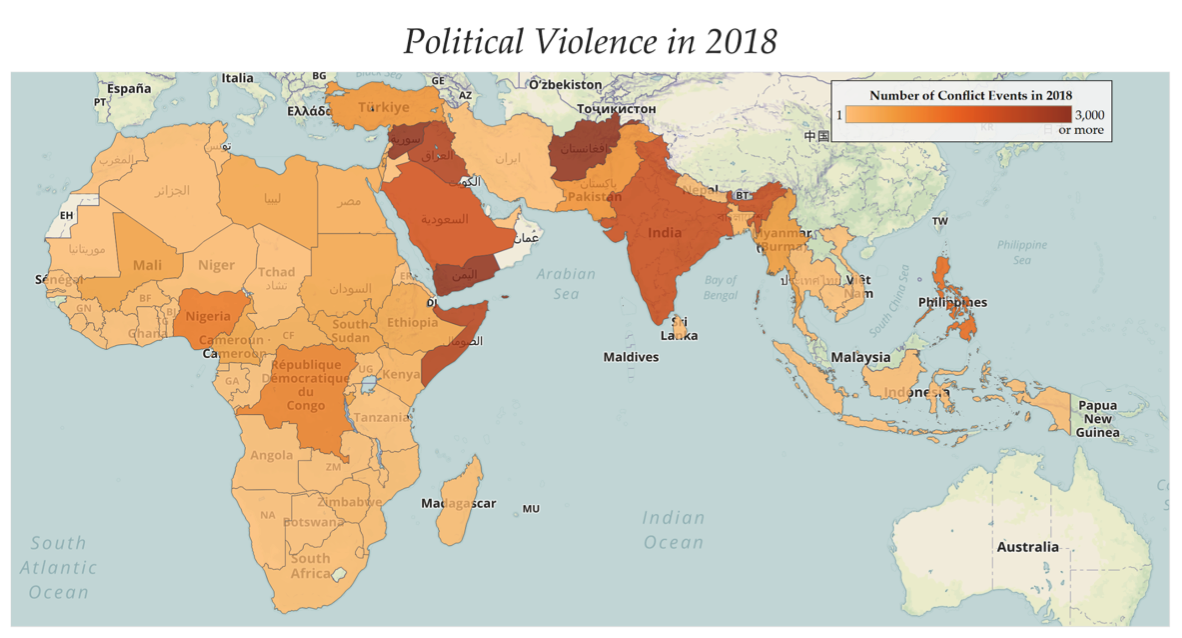 Political Violence in 2018
Number of Conflict Events in 2018
1
3,000
or more
España
PT
Italia
BG
Black Sea
GE
AZ
Ελλάδα
Türkiye
O'zbekiston
Тоҷикистон
中国
KR
日
المغرب
الجزائر
تونس
ليبيا
مصر
سوريا
العراق
الكويت
ایران
افغانستان
پاکستان
Pakistan
السعودية
عمان
اليمن
EH
موريتانيا
Mali
Niger
Tchad
تشاد
السودان
ER
DJ
Sénégal
GN
BF
BJ
TG
Ghana
Nigeria
Cameroun -
Cameroon
CF
South
Sudan
Ethiopia
الصومال
GA
République
Démocratique
du
Congo
UG
Kenya
Tanzania
Angola
ZM
Zimbabwe
NA
Botswana
South
Africa
Madagascar
MU
Nepal
BT
India
Myanmar
Burma
Việt
Nam
TW
Philippine
Sea
South China Sea
Philippines
Arabian
Sea
Bay of
Bengal
Sri
Lanka
Maldives
Malaysia
Indonesia
Papua
New
Guinea
Australia
South
Atlantic
Ocean
Indian
Ocean